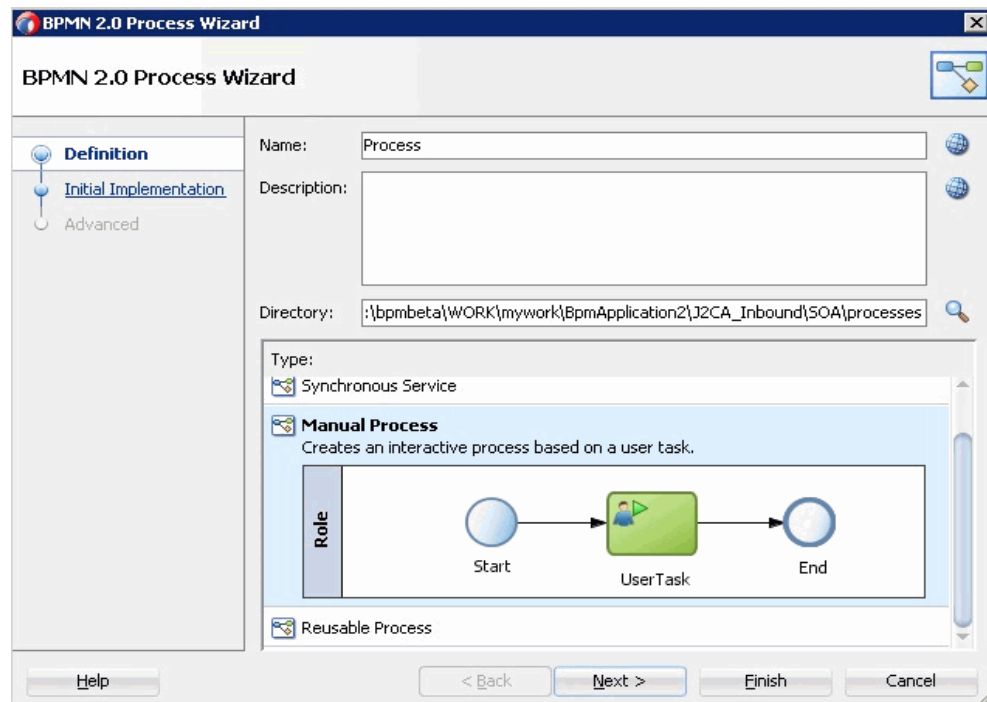 BPMN 2.0 Process Wizard
BPMN 2.0 Process Wizard
Definition
Initial Implementation
Advanced
Name: Process
Description:
Directory: :\bpmbeta\WORK\mywork\BpmApplication2\J2CA_Inbound\SOA\processes
Type:
Synchronous Service
Manual Process
Creates an interactive process based on a user task.
Role
Start
UserTask
End
Reusable Process
Help
< Back
Next >
Finish
Cancel